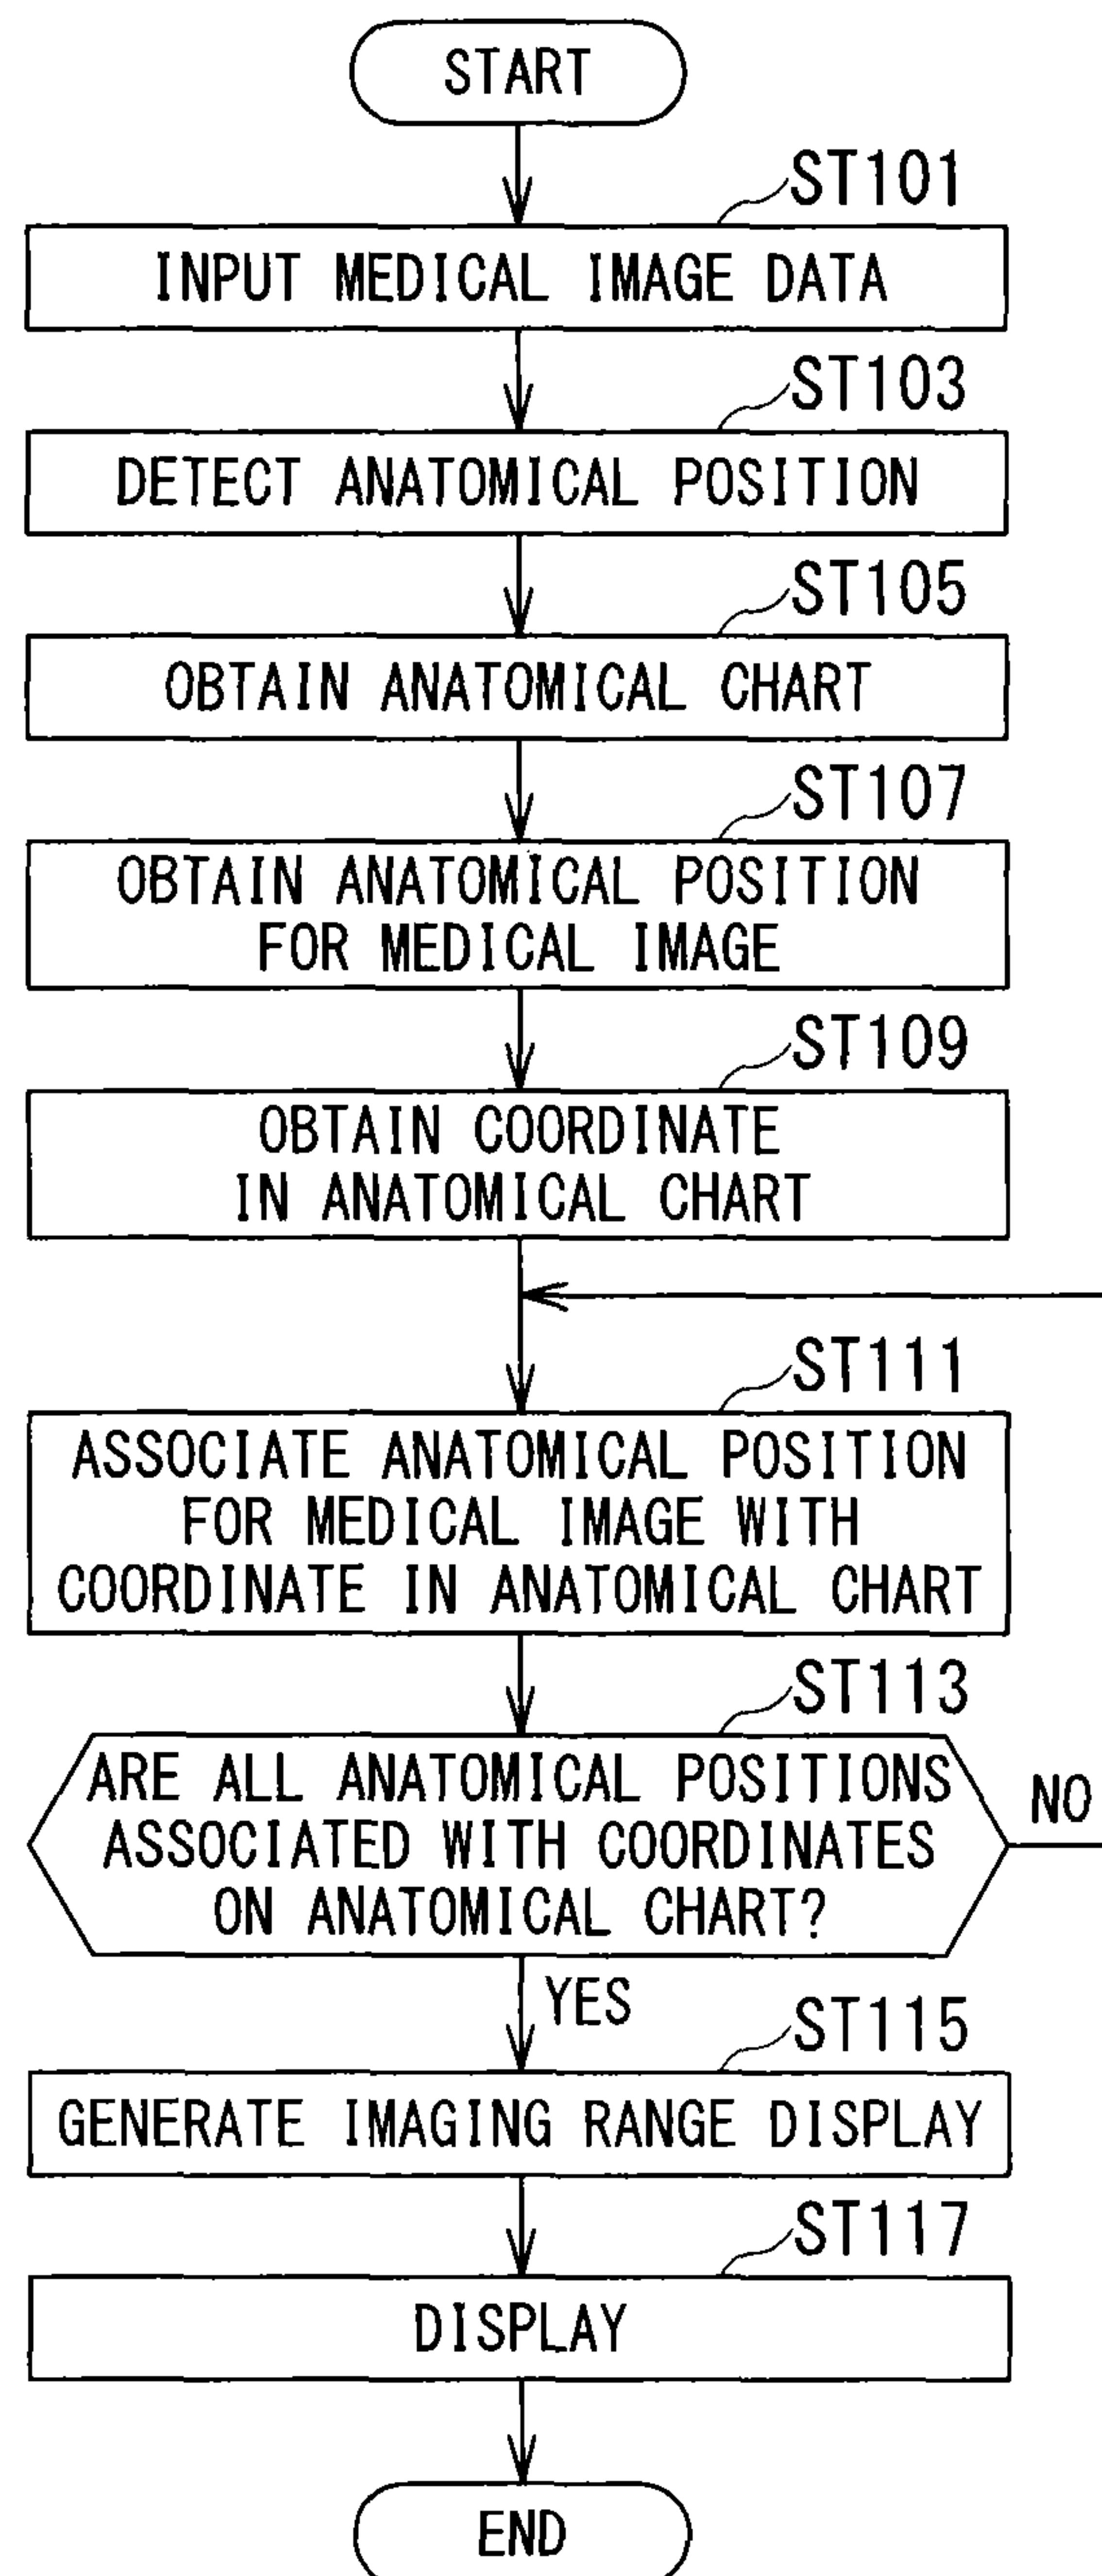 START
ST101
INPUT MEDICAL IMAGE DATA
ST103
DETECT ANATOMICAL POSITION
ST105
OBTAIN ANATOMICAL CHART
ST107
OBTAIN ANATOMICAL POSITION
FOR MEDICAL IMAGE
ST109
OBTAIN COORDINATE
IN ANATOMICAL CHART
ST111
ASSOCIATE ANATOMICAL POSITION
FOR MEDICAL IMAGE WITH
COORDINATE IN ANATOMICAL CHART
ST113
ARE ALL ANATOMICAL POSITIONS
ASSOCIATED WITH COORDINATES
ON ANATOMICAL CHART?
NO
YES
ST115
GENERATE IMAGING RANGE DISPLAY
ST117
DISPLAY
END